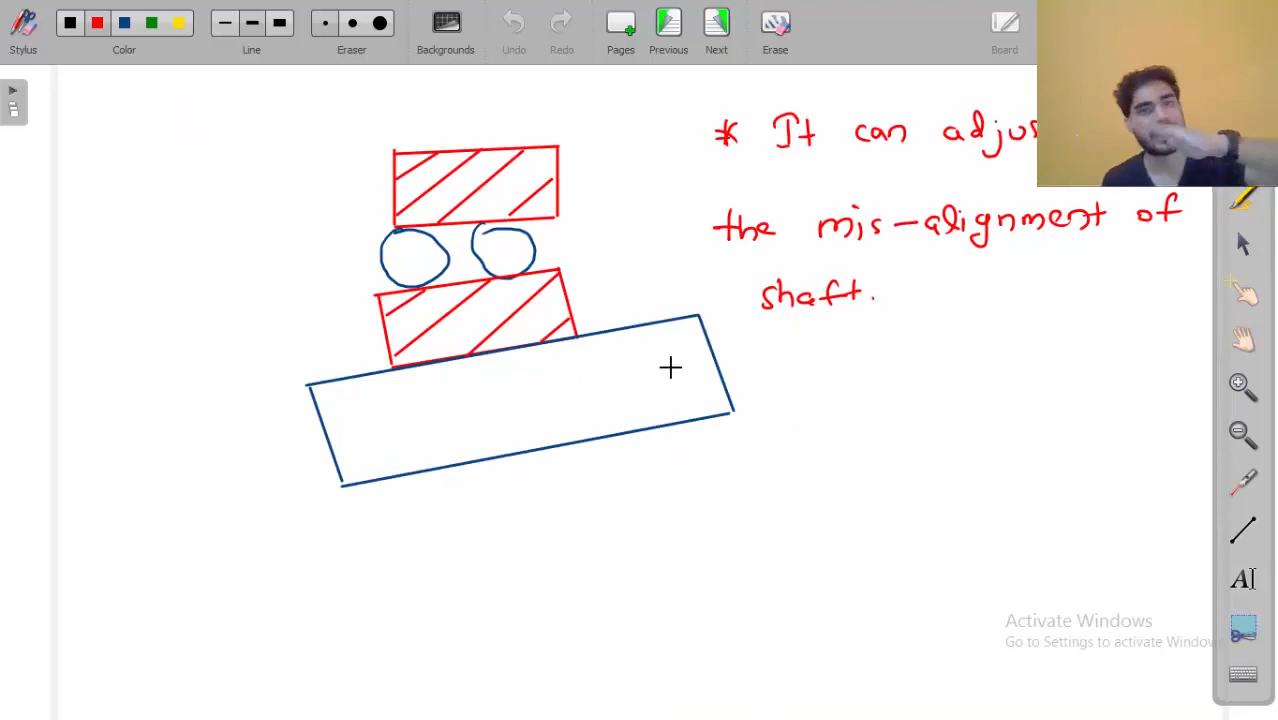 Stylus
Color
Line
Eraser
Backgrounds
Undo
Redo
Pages
Previous
Next
Erase
Board
* It can adjus
the mis-alignment of
shaft.
A
Activate Windows
Go to Settings to activate Window